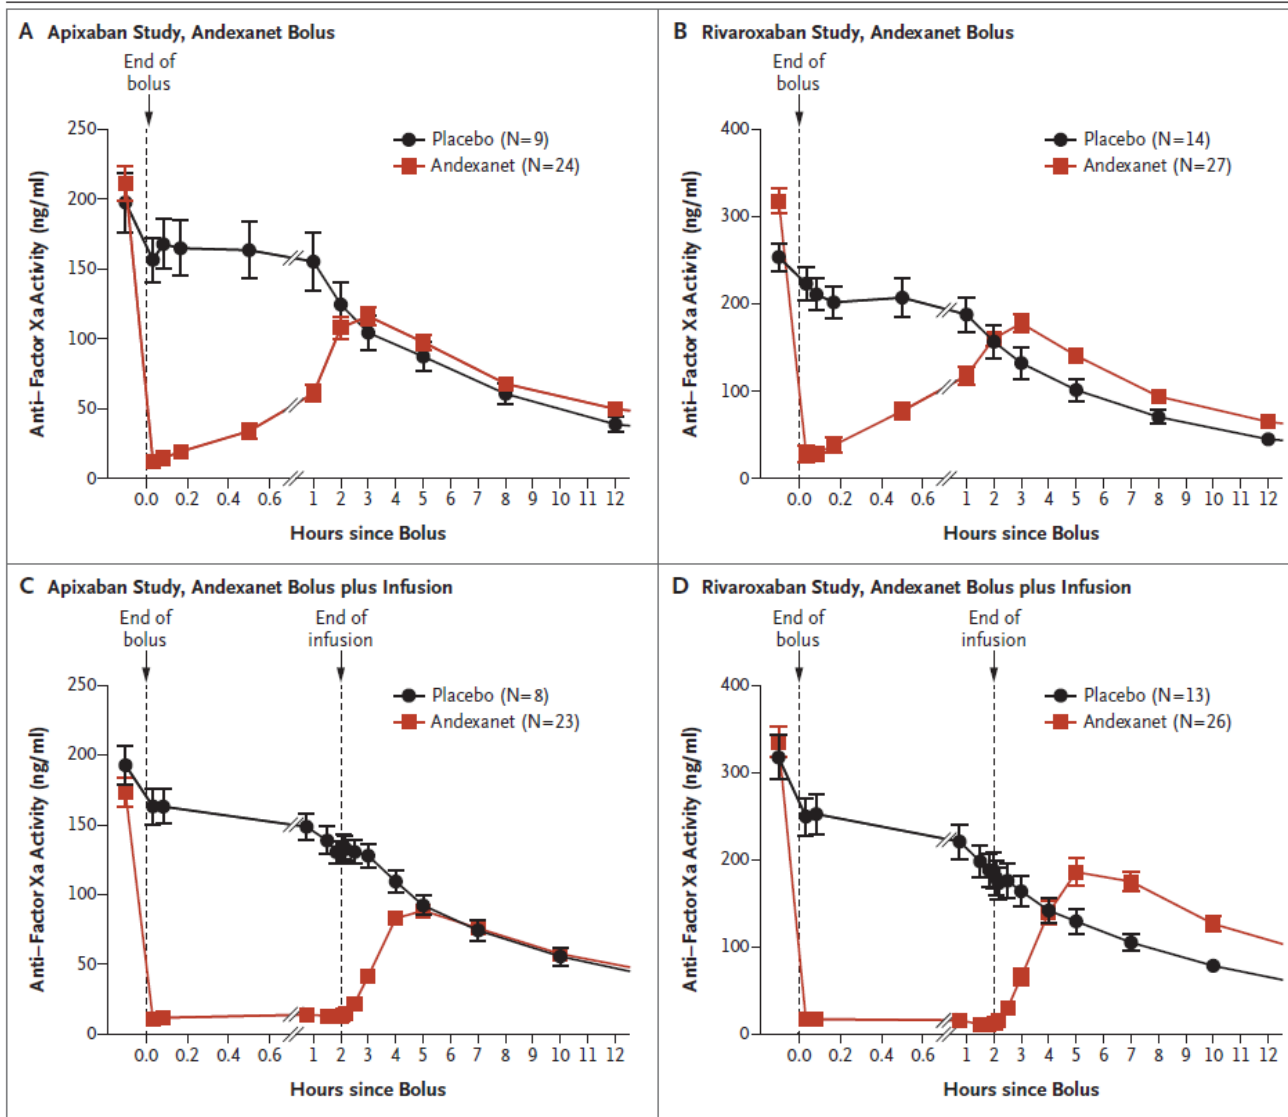 A Apixaban Study, Andexanet Bolus
End of
bolus
Anti–Factor Xa Activity (ng/ml)
250
200
150
100
50
0
Placebo (N=9)
Andexanet (N=24)
0.0 0.2 0.4 0.6 1 2 3 5 7 8 9 10 11 12
Hours since Bolus
B Rivaroxaban Study, Andexanet Bolus
End of
bolus
Anti–Factor Xa Activity (ng/ml)
400
300
200
100
0
Placebo (N=14)
Andexanet (N=27)
0.0 0.2 0.4 0.6 1 2 3 5 7 8 9 10 11 12
Hours since Bolus
C Apixaban Study, Andexanet Bolus plus Infusion
End of
bolus
End of
infusion
Anti–Factor Xa Activity (ng/ml)
250
200
150
100
50
0
Placebo (N=8)
Andexanet (N=23)
0.0 0.2 0.4 0.6 1 2 3 5 7 8 9 10 11 12
Hours since Bolus
D Rivaroxaban Study, Andexanet Bolus plus Infusion
End of
bolus
End of
infusion
Anti–Factor Xa Activity (ng/ml)
400
300
200
100
0
Placebo (N=13)
Andexanet (N=26)
0.0 0.2 0.4 0.6 1 2 3 5 7 8 9 10 11 12
Hours since Bolus